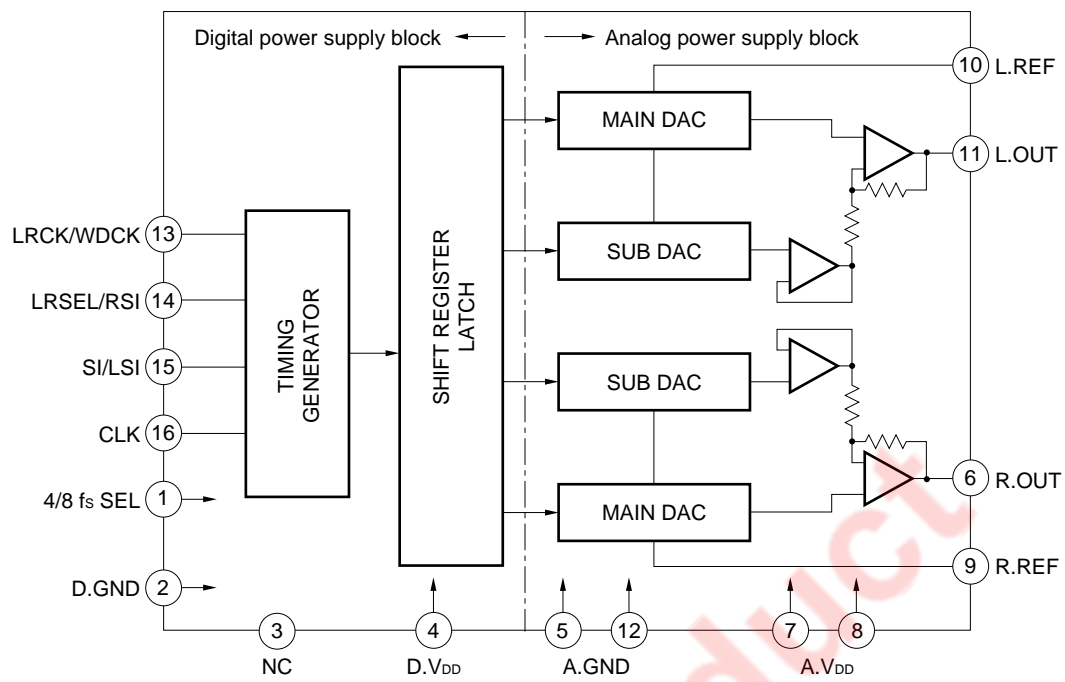 Digital power supply block
Analog power supply block
10 L.REF
MAIN DAC
11 L.OUT
LRCK/WDCK 13
SUB DAC
LRSEL/RSI 14
TIMING
GENERATOR
SHIFT REGISTER
LATCH
SI/LSI 15
SUB DAC
CLK 16
6 R.OUT
4/8 fs SEL 1
MAIN DAC
9 R.REF
D.GND 2
3
4
5
12
7
8
NC
D.VDD
A.GND
A.VDD
duct